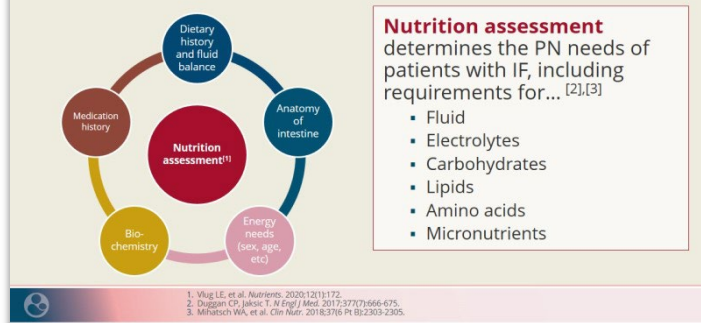 Dietary
history
and fluid
balance
Anatomy
of
intestine
Energy
needs
(sex, age,
etc)
Bio-
chemistry
Medication
history
Nutrition
assessment[1]
Nutrition assessment
determines the PN needs of
patients with IF, including
requirements for... [2],[3]
▪ Fluid
▪ Electrolytes
▪ Carbohydrates
▪ Lipids
▪ Amino acids
▪ Micronutrients
1. Vlug LE, et al. Nutrients. 2020;12(1):172.
2. Duggan CP, Jaksic T. N Engl J Med. 2017;377(7):666-675.
3. Mihatsch WA, et al. Clin Nutr. 2018;37(6 Pt B):2303-2305.